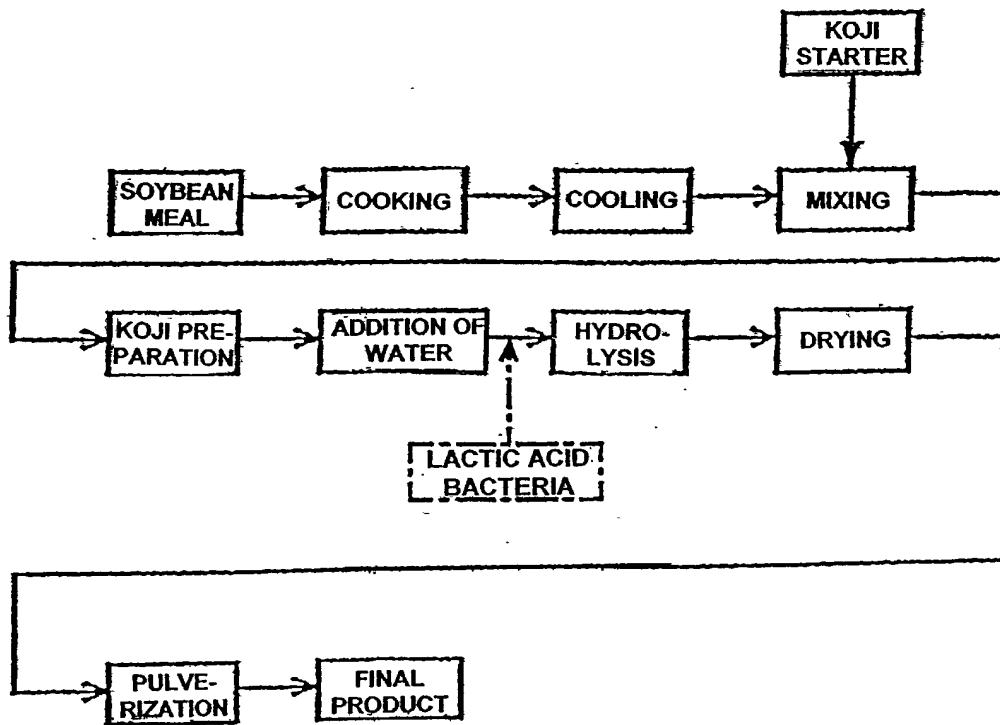 KOJI
STARTER
SOYBEAN
MEAL
COOKING
COOLING
MIXING
KOJI PRE-
PARATION
ADDITION OF
WATER
HYDRO-
LYSIS
DRYING
LACTIC ACID
BACTERIA
PULVE-
RIZATION
FINAL
PRODUCT